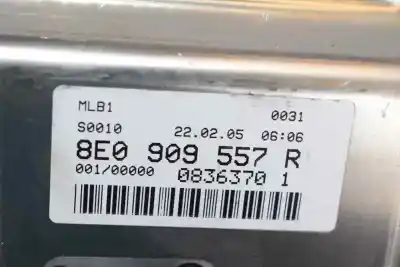 MLB1 0031
S0010 22.02.05 06:06
8E0 909 557 R
001/00000 0836370 1